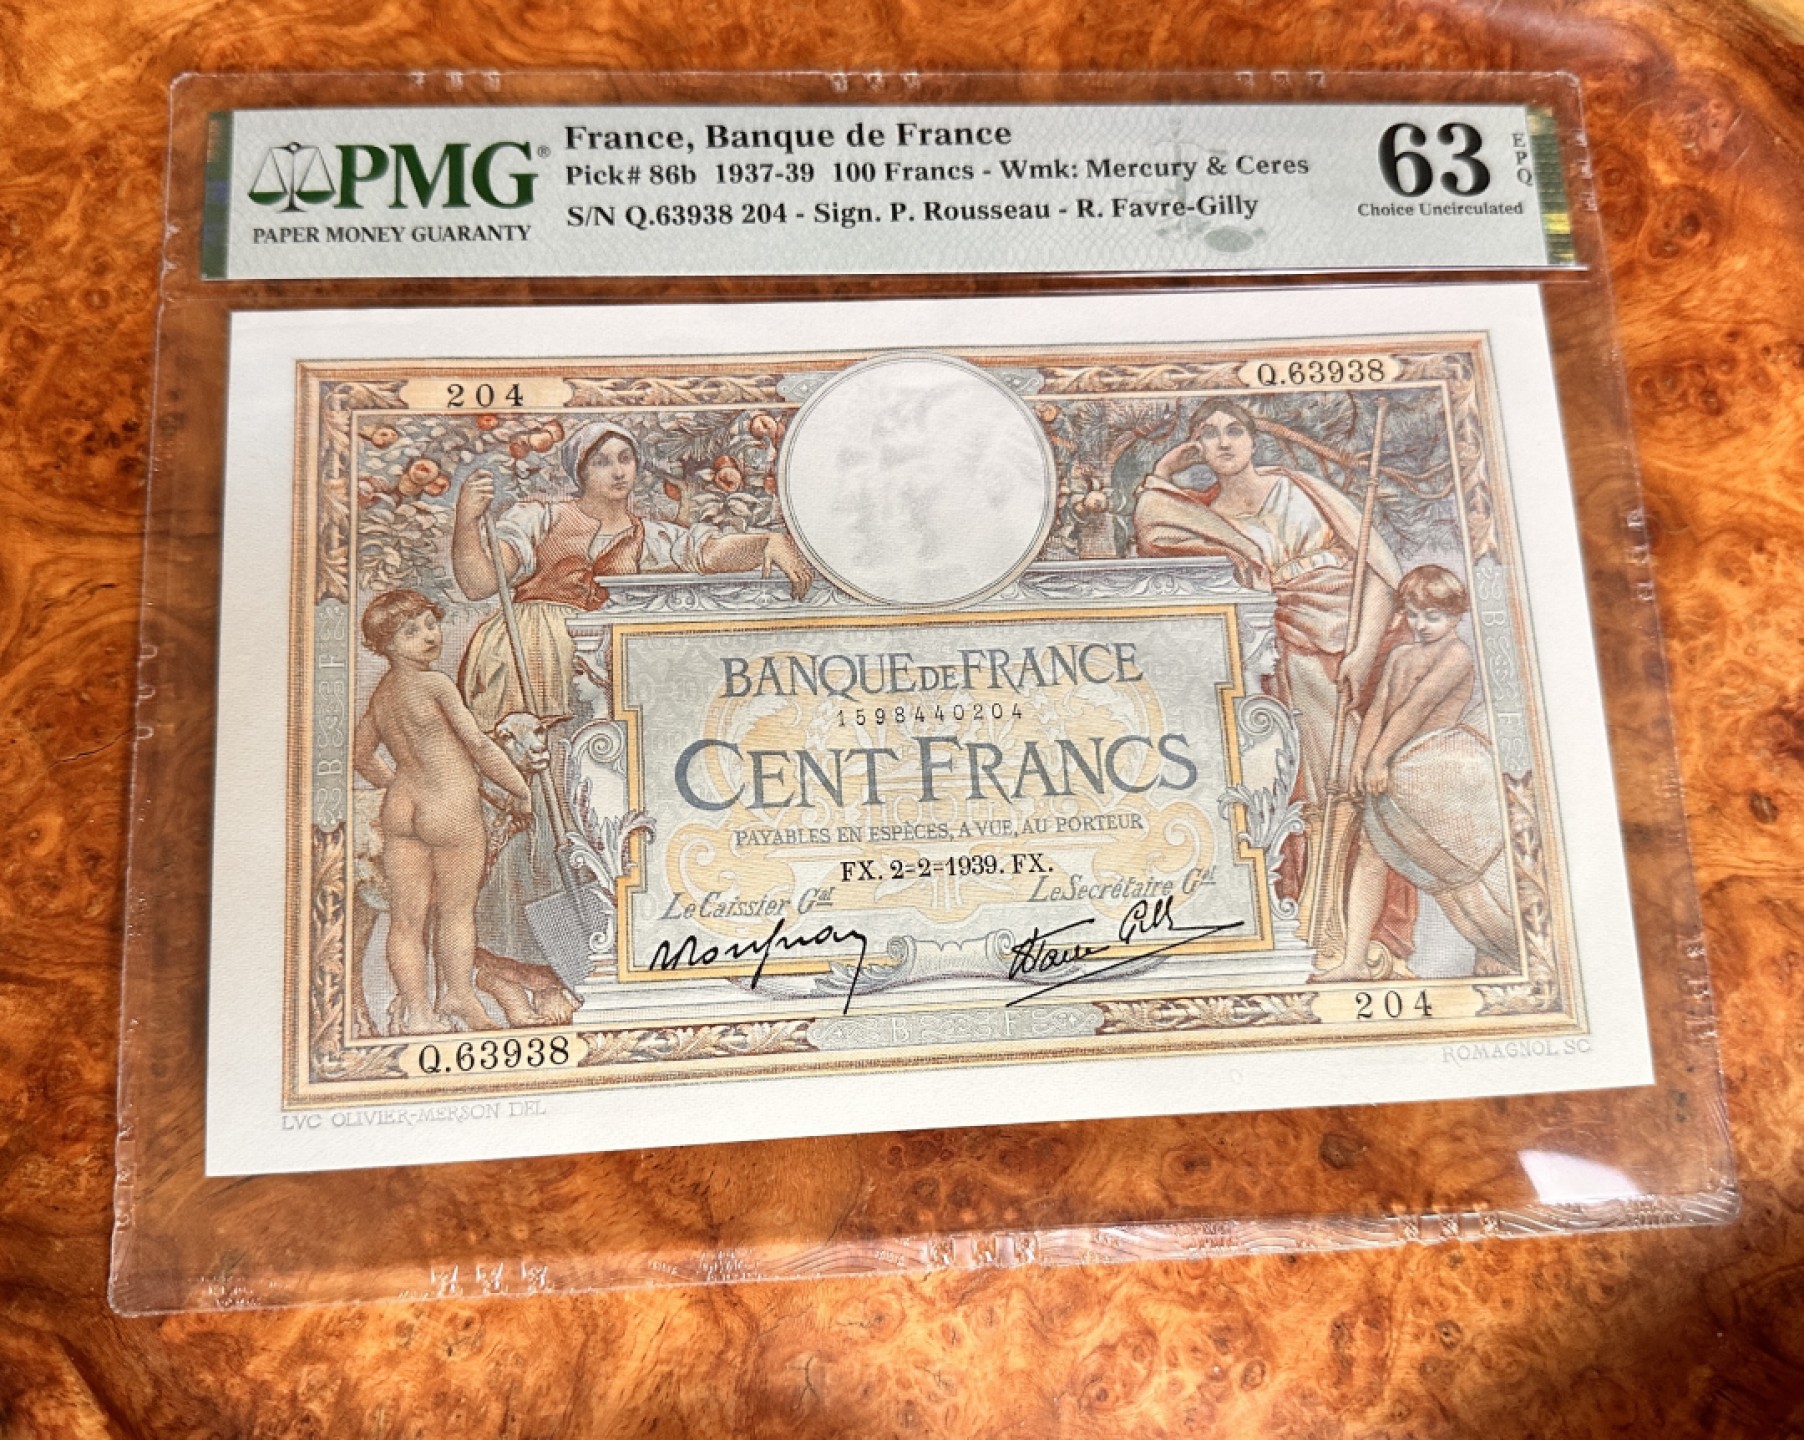 PMG®
PAPER MONEY GUARANTY
France, Banque de France
Pick# 86b 1937-39 100 Francs - Wmk: Mercury & Ceres
S/N Q.63938 204 - Sign. P. Rousseau - R. Favre-Gilly
63
EPQ
Choice Uncirculated
204
Q.63938
BANQUE DE FRANCE
1598440204
CENT FRANCS
PAYABLES EN ESPÈCES, A VUE, AU PORTEUR
FX. 2=2=1939. FX.
Le Caissier Gal
Le Secrétaire Gal
B F
B F
B F
204
Q.63938
LVC OLIVIER-MERSON DEL
ROMAGNOL SC